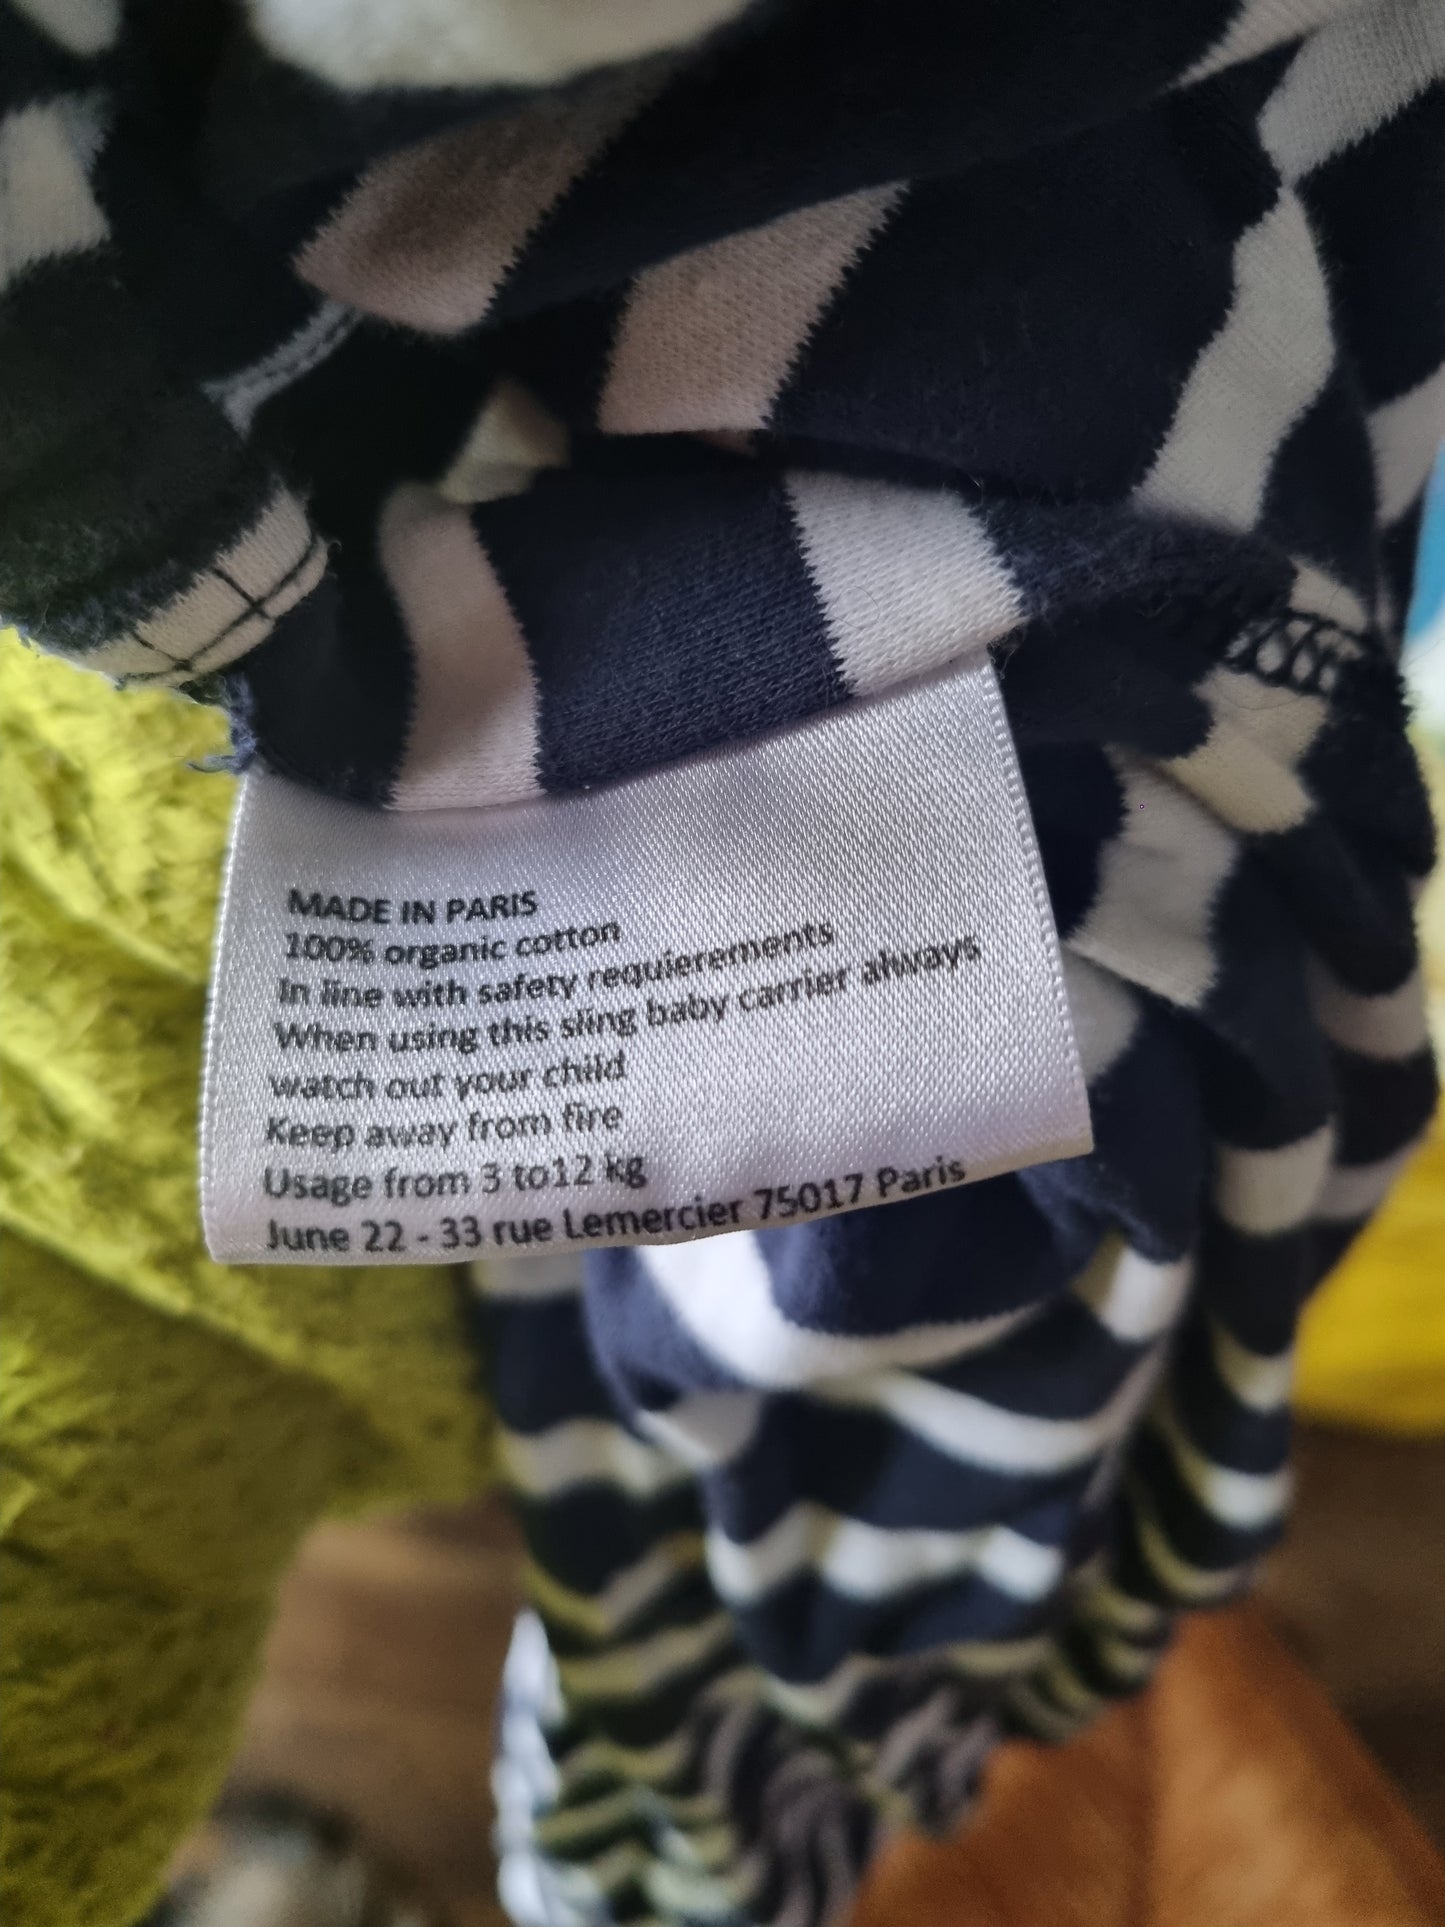 MADE IN PARIS
100% organic cotton
In line with safety requierements
When using this sling baby carrier always
watch out your child
Keep away from fire
Usage from 3 to12 kg
June 22 - 33 rue Lemercier 75017 Paris